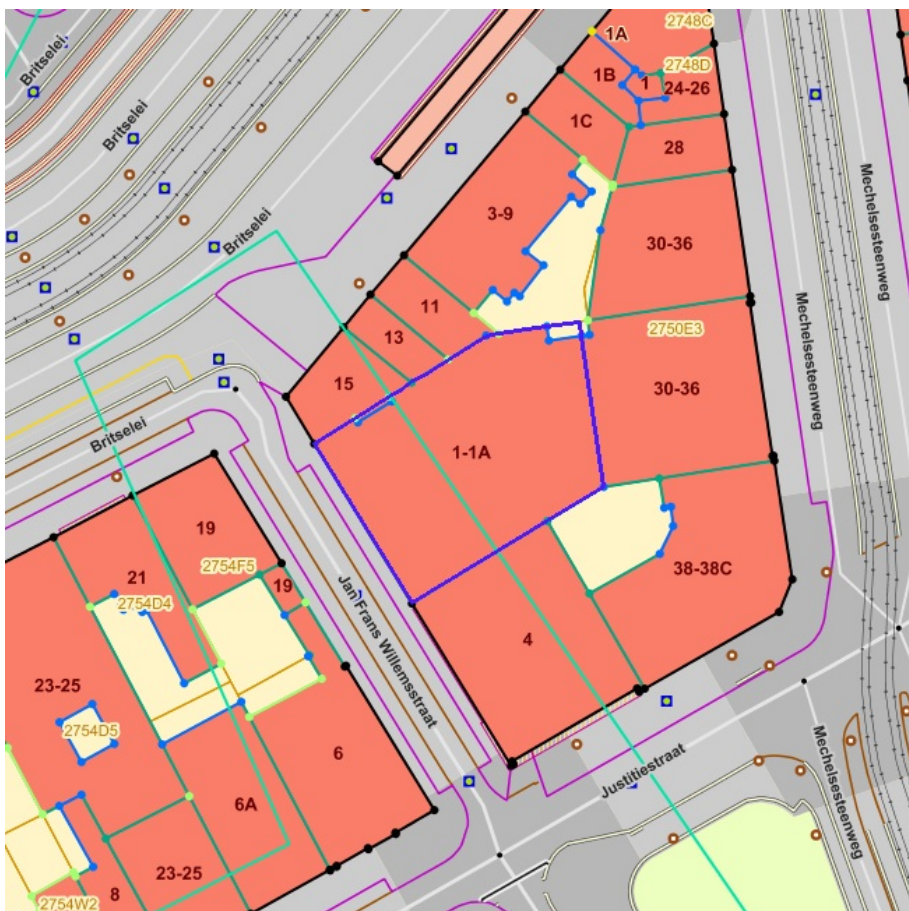 Britselei
Britselei
Britselei
Britselei
1A
2748C
1B
1
2748D
24-26
1C
28
3-9
30-36
Mechelsesteenweg
Mechelsesteenweg
11
13
15
2750E3
30-36
1-1A
19
2754F5
19
21
2754D4
38-38C
4
Jan Frans Willemsstraat
23-25
2754D5
6
6A
Justitiestraat
Mechelsesteenweg
23-25
8
2754W2